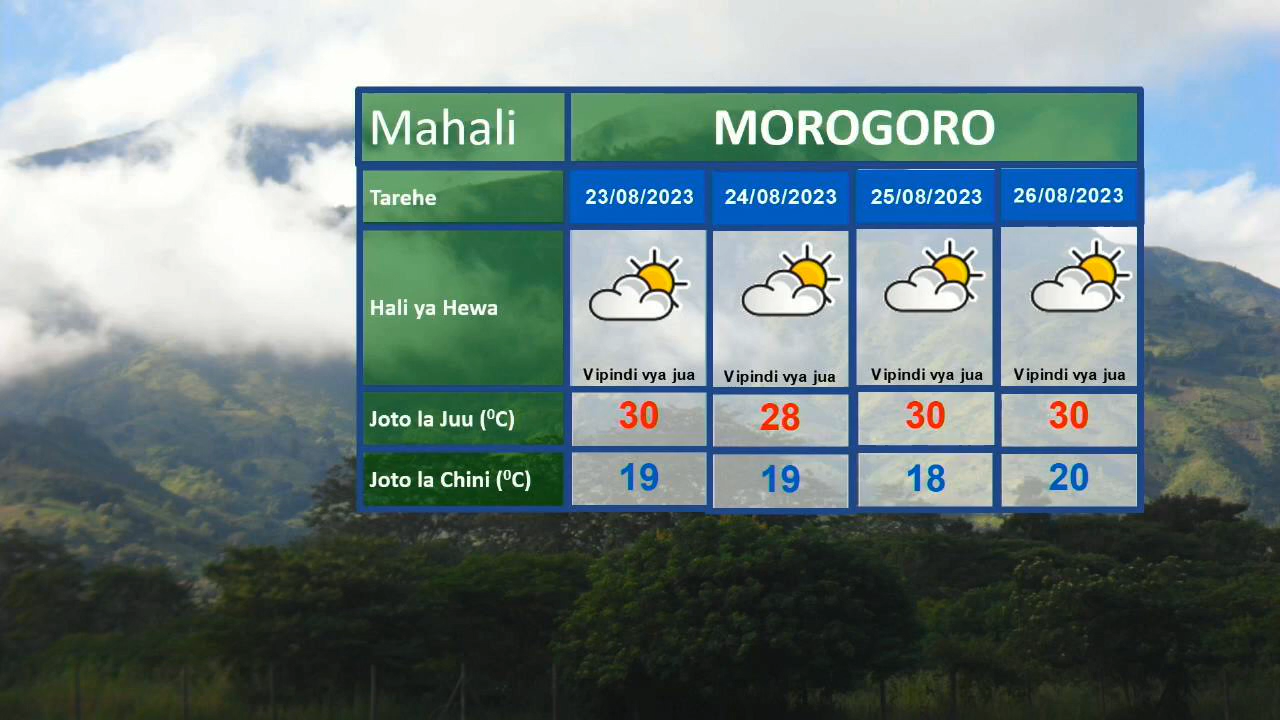 Mahali MOROGORO
Tarehe 23/08/2023 24/08/2023 25/08/2023 26/08/2023
Hali ya Hewa
Vipindi vya jua Vipindi vya jua Vipindi vya jua Vipindi vya jua
Joto la Juu (⁰C) 30 28 30 30
Joto la Chini (⁰C) 19 19 18 20